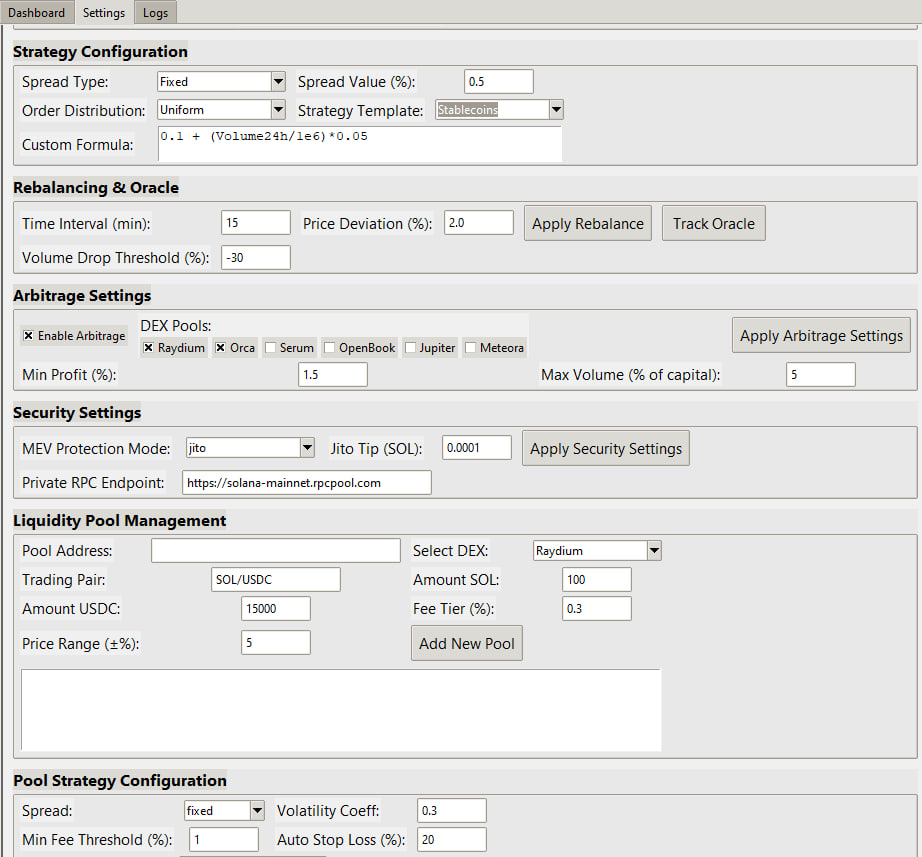 Dashboard Settings Logs
Strategy Configuration
Spread Type: Fixed Spread Value (%): 0.5
Order Distribution: Uniform Strategy Template: Stablecoins
Custom Formula: 0.1 + (Volume24h/1e6)*0.05
Rebalancing & Oracle
Time Interval (min): 15 Price Deviation (%): 2.0 Apply Rebalance Track Oracle
Volume Drop Threshold (%): -30
Arbitrage Settings
Enable Arbitrage DEX Pools:
Raydium Orca Serum OpenBook Jupiter Meteora Apply Arbitrage Settings
Min Profit (%): 1.5 Max Volume (% of capital): 5
Security Settings
MEV Protection Mode: jito Jito Tip (SOL): 0.0001 Apply Security Settings
Private RPC Endpoint: https://solana-mainnet.rpcpool.com
Liquidity Pool Management
Pool Address: Select DEX: Raydium
Trading Pair: SOL/USDC Amount SOL: 100
Amount USDC: 15000 Fee Tier (%): 0.3
Price Range (±%): 5 Add New Pool
Pool Strategy Configuration
Spread: fixed Volatility Coeff: 0.3
Min Fee Threshold (%): 1 Auto Stop Loss (%): 20